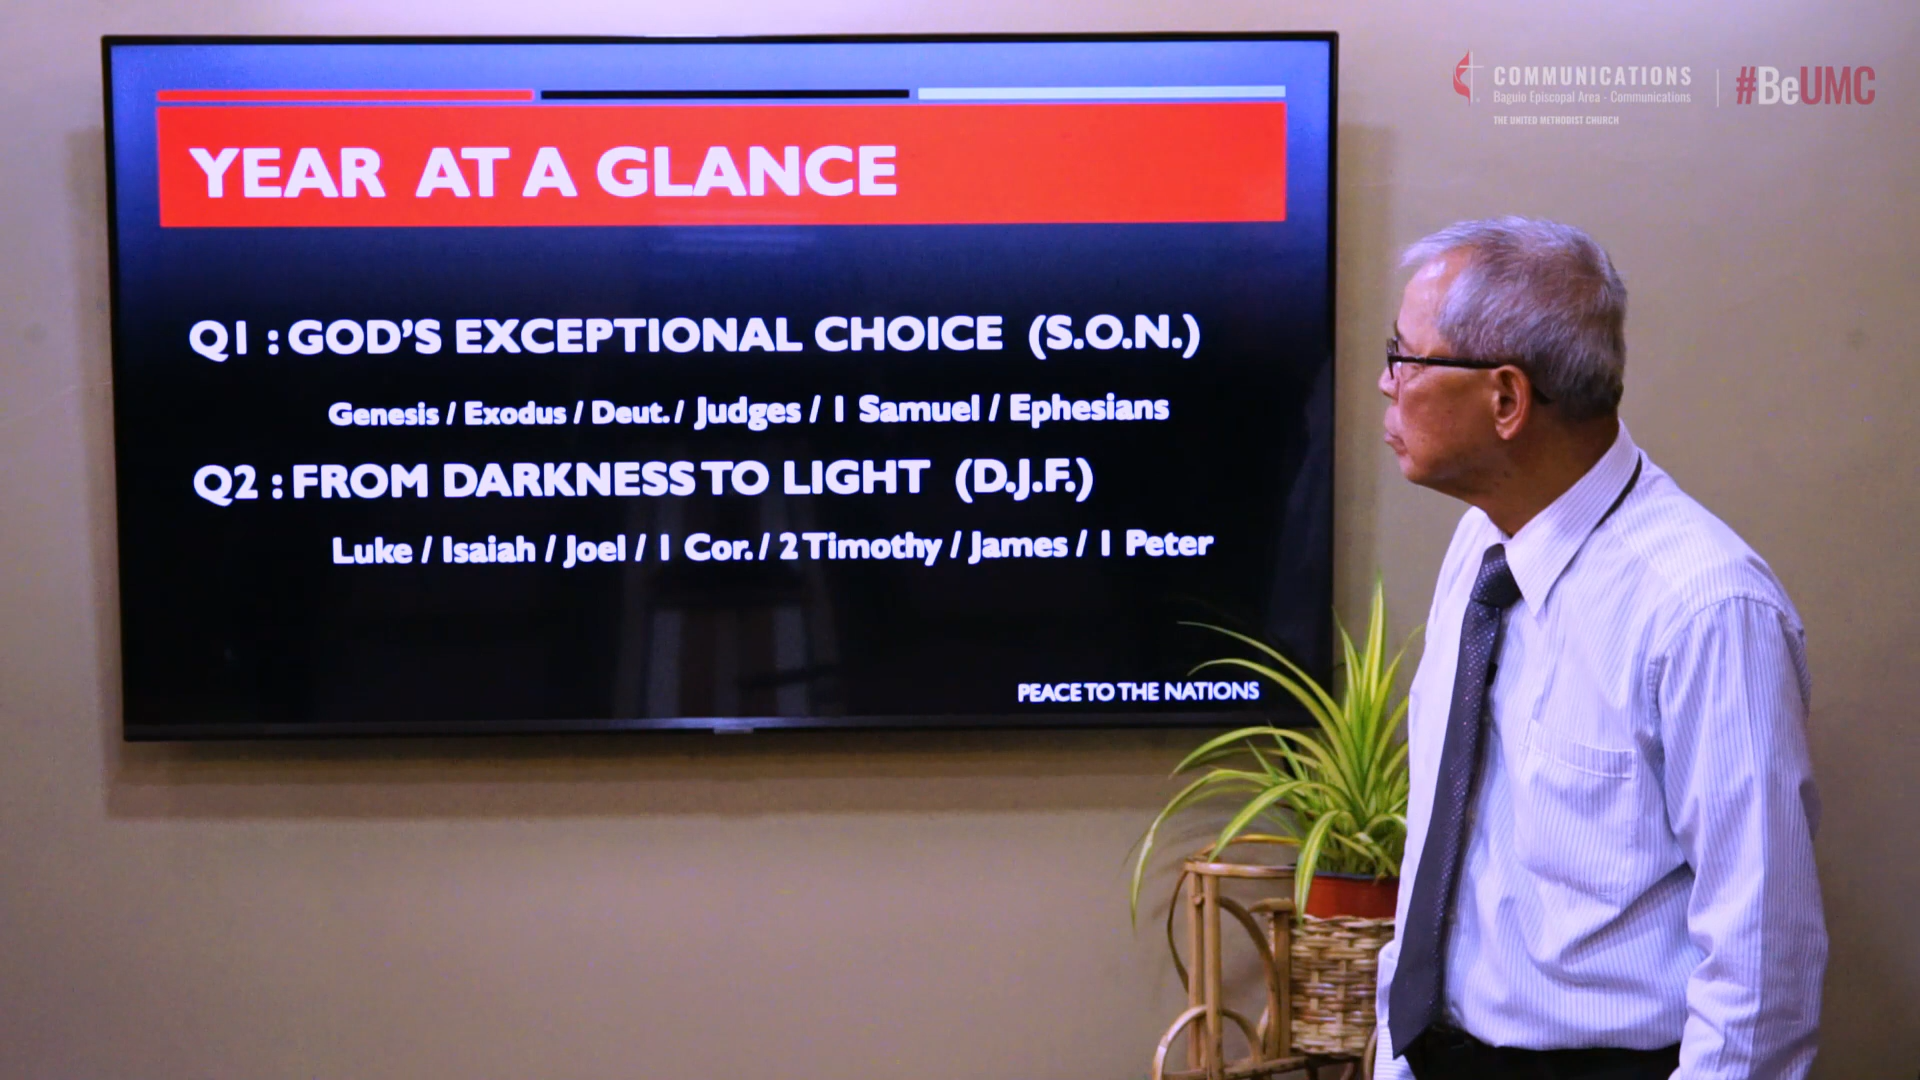 COMMUNICATIONS
Baguio Episcopal Area - Communications
THE UNITED METHODIST CHURCH
#BeUMC
YEAR AT A GLANCE
Q1 : GOD'S EXCEPTIONAL CHOICE (S.O.N.)
Genesis / Exodus / Deut. / Judges / 1 Samuel / Ephesians
Q2 : FROM DARKNESS TO LIGHT (D.J.F.)
Luke / Isaiah / Joel / 1 Cor. / 2 Timothy / James / 1 Peter
PEACE TO THE NATIONS